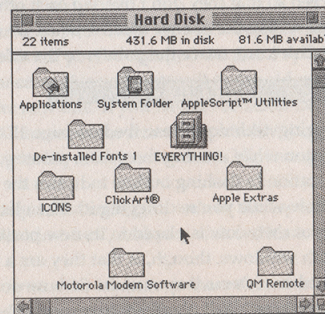 Hard Disk
22 items 431.6 MB in disk 81.6 MB availab
Applications System Folder AppleScript™ Utilities
De-installed Fonts 1 EVERYTHING!
ICONS ClickArt® Apple Extras
Motorola Modem Software QM Remote